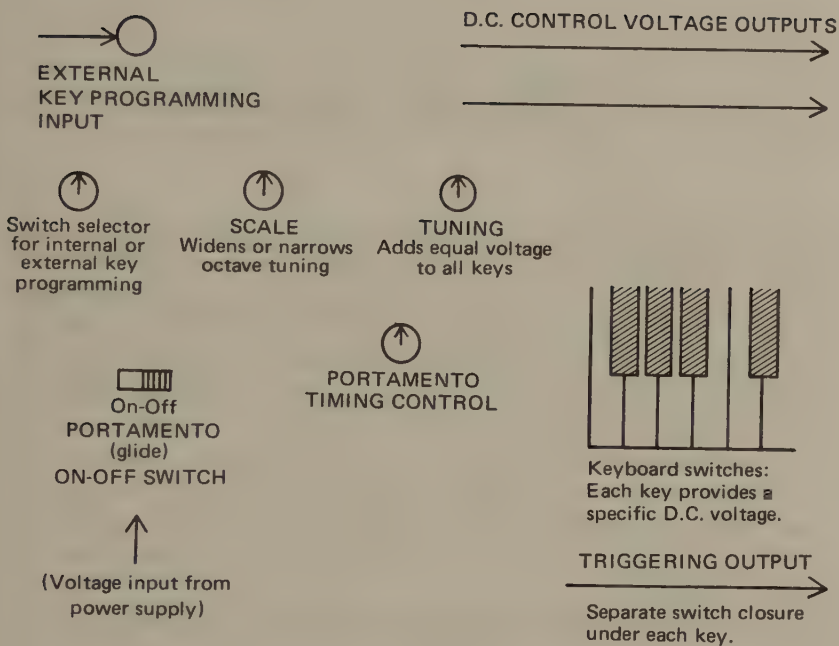 D.C. CONTROL VOLTAGE OUTPUTS
EXTERNAL
KEY PROGRAMMING
INPUT
Switch selector
for internal or
external key
programming
SCALE
Widens or narrows
octave tuning
TUNING
Adds equal voltage
to all keys
PORTAMENTO
TIMING CONTROL
On-Off
PORTAMENTO
(glide)
ON-OFF SWITCH
Keyboard switches:
Each key provides a
specific D.C. voltage.
(Voltage input from
power supply)
TRIGGERING OUTPUT
Separate switch closure
under each key.